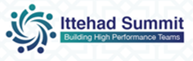 Ittehad Summit
Building High Performance Teams